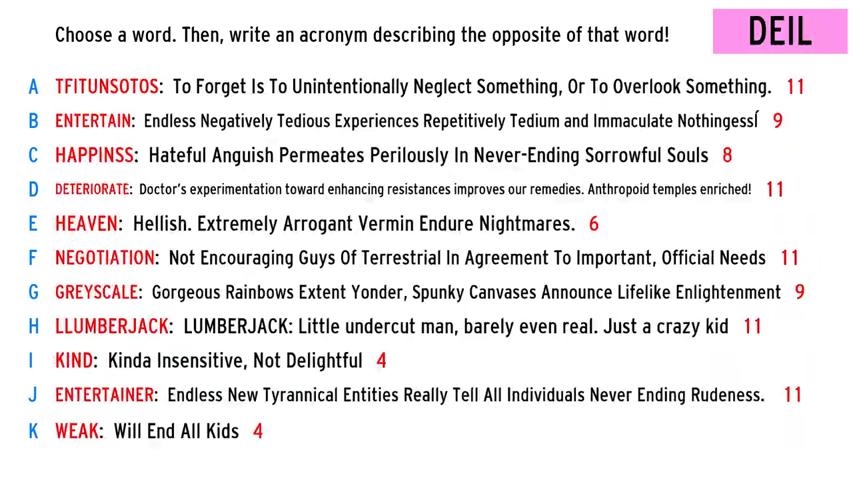 Choose a word. Then, write an acronym describing the opposite of that word!
DEIL
A TFITUNSOTOS: To Forget Is To Unintentionally Neglect Something, Or To Overlook Something. 11
B ENTERTAIN: Endless Negatively Tedious Experiences Repetitively Tedium and Immaculate Nothingessí 9
C HAPPINSS: Hateful Anguish Permeates Perilously In Never-Ending Sorrowful Souls 8
D DETERIORATE: Doctor's experimentation toward enhancing resistances improves our remedies. Anthropoid temples enriched! 11
E HEAVEN: Hellish. Extremely Arrogant Vermin Endure Nightmares. 6
F NEGOTIATION: Not Encouraging Guys Of Terrestrial In Agreement To Important, Official Needs 11
G GREYSCALE: Gorgeous Rainbows Extent Yonder, Spunky Canvases Announce Lifelike Enlightenment 9
H LLUMBERJACK: LUMBERJACK: Little undercut man, barely even real. Just a crazy kid 11
I KIND: Kinda Insensitive, Not Delightful 4
J ENTERTAINER: Endless New Tyrannical Entities Really Tell All Individuals Never Ending Rudeness. 11
K WEAK: Will End All Kids 4